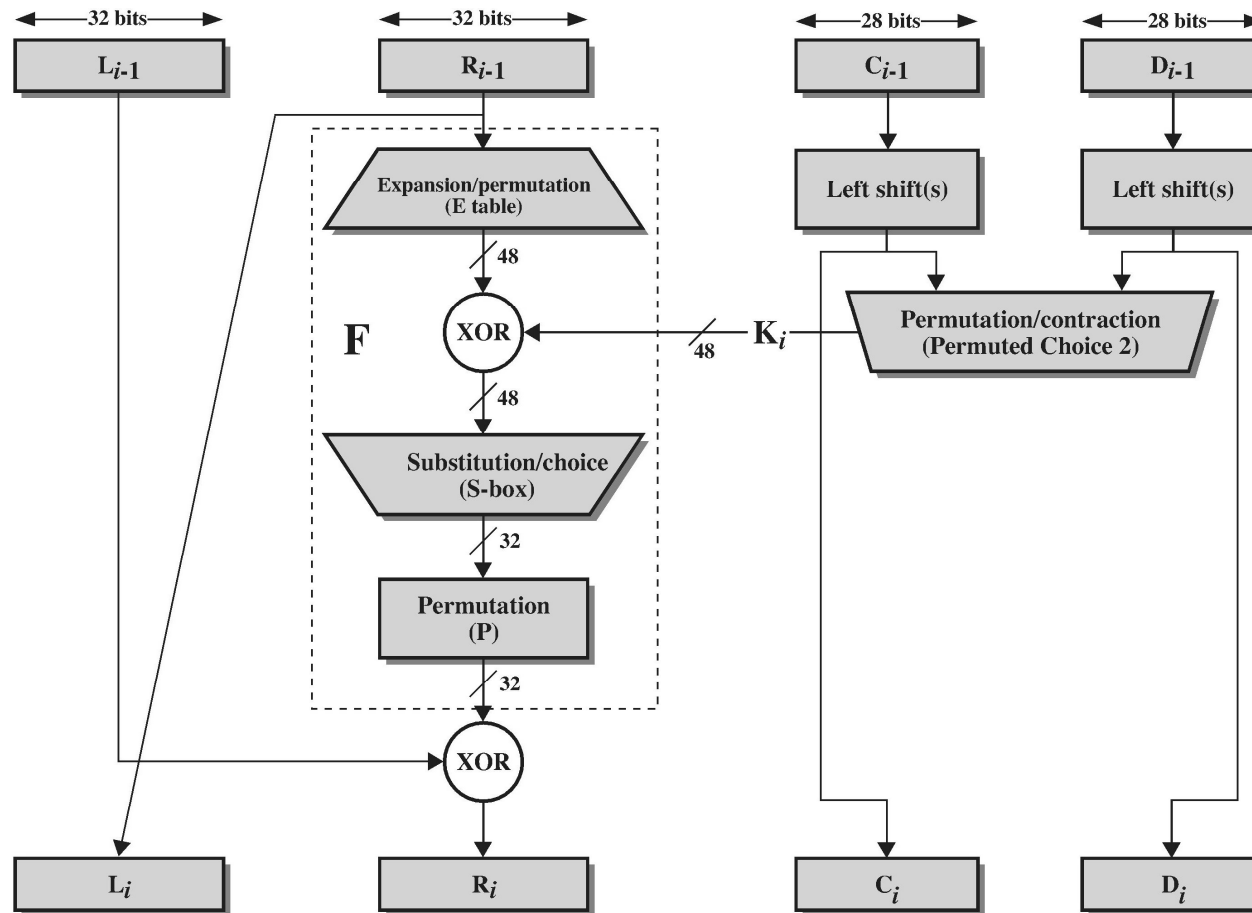 32 bits
32 bits
28 bits
28 bits
Li-1
Ri-1
Ci-1
Di-1
Expansion/permutation
(E table)
Left shift(s)
Left shift(s)
48
F
XOR
48
Ki
Permutation/contraction
(Permuted Choice 2)
48
Substitution/choice
(S-box)
32
Permutation
(P)
32
XOR
Li
Ri
Ci
Di